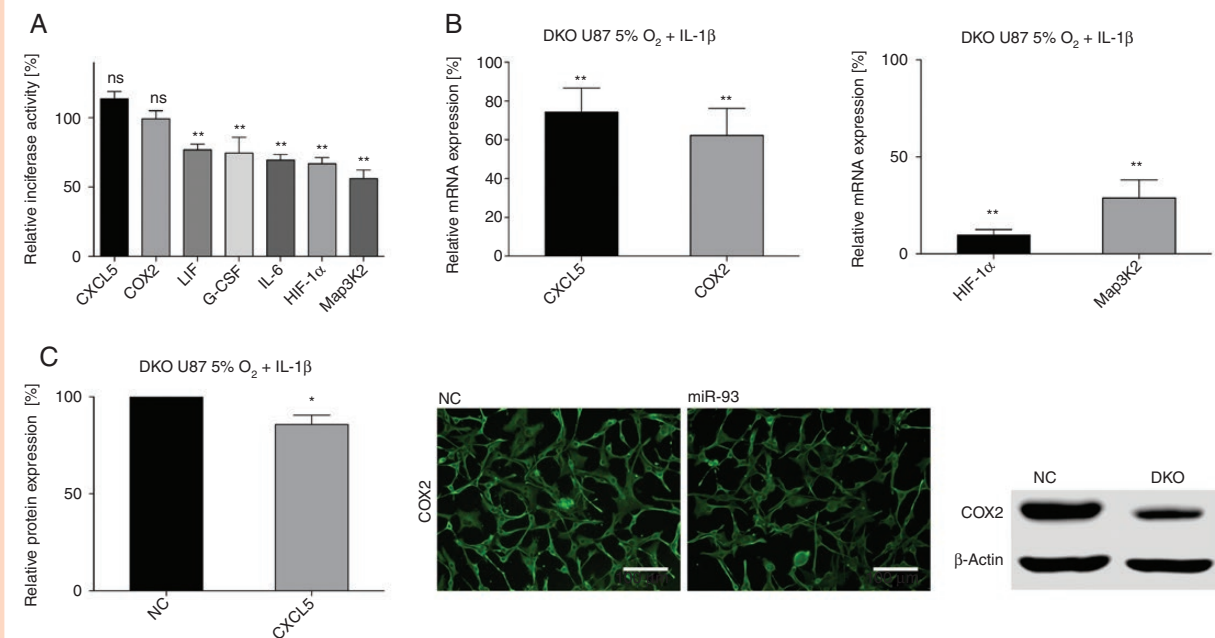 A
Relative inciferase activity [%]
100
50
0
ns
ns
**
**
**
**
**
CXCL5
COX2
LIF
G-CSF
IL-6
HIF-1α
Map3K2
B
DKO U87 5% O2 + IL-1β
Relative mRNA expression [%]
100
80
60
40
20
0
**
**
CXCL5
COX2
DKO U87 5% O2 + IL-1β
Relative mRNA expression [%]
100
50
0
**
**
HIF-1α
Map3K2
C
DKO U87 5% O2 + IL-1β
Relative protein expression [%]
100
50
0
*
NC
CXCL5
NC
miR-93
COX2
NC
DKO
COX2
β-Actin